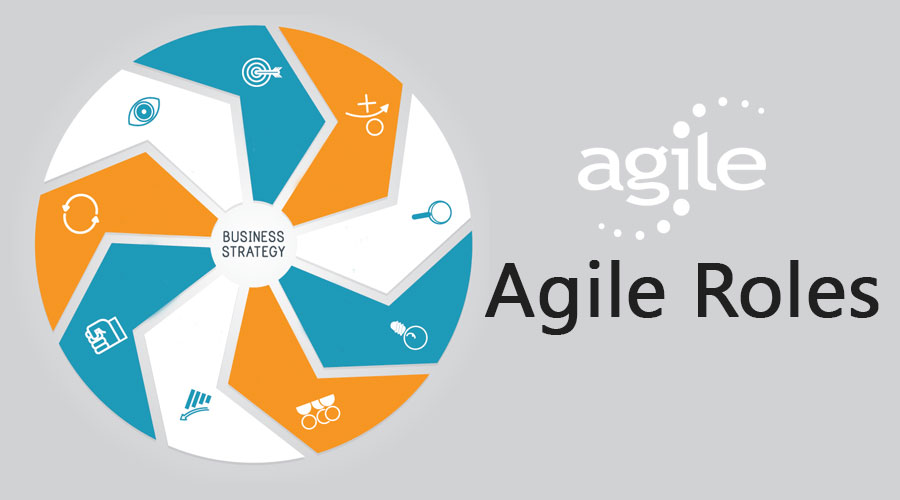 BUSINESS
STRATEGY
agile
Agile Roles